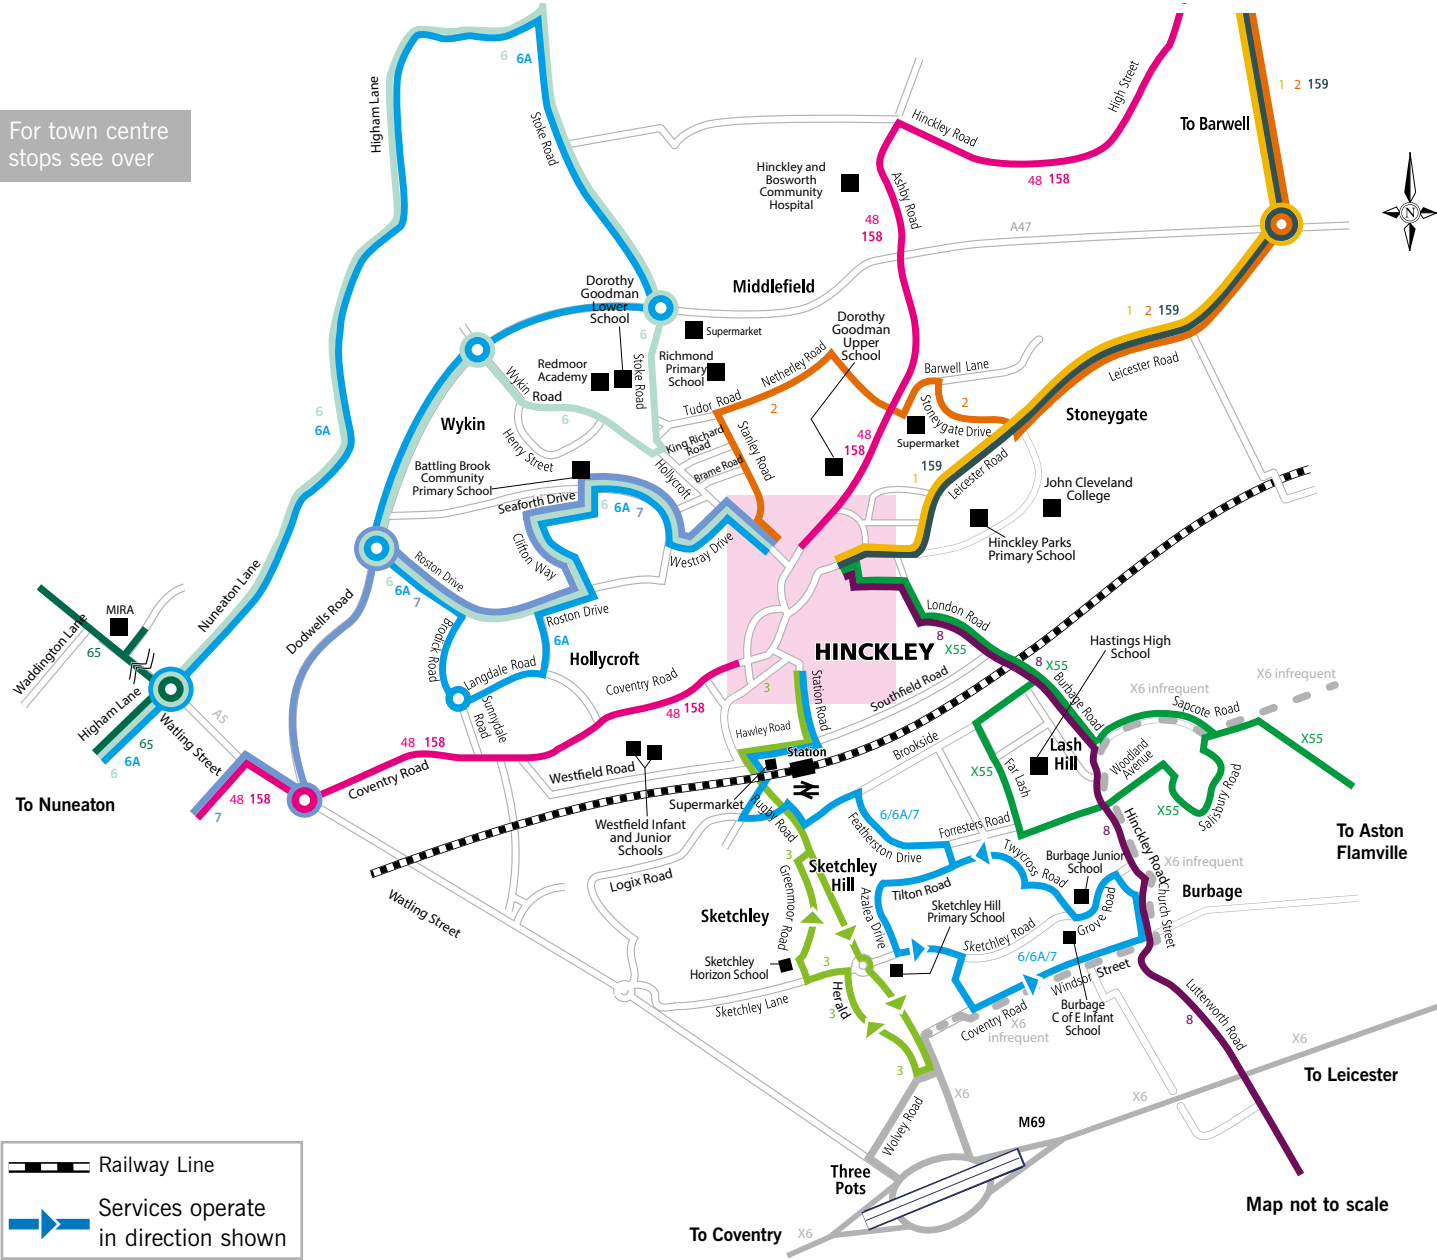 For town centre
stops see over
6 6A
Higham Lane
Stoke Road
Hinckley Road
High Street
1 2 159
To Barwell
Hinckley and
Bosworth
Community
Hospital
48 158
Ashby Road
48
158
A47
N
Middlefield
Dorothy
Goodman
Lower
School
Supermarket
6
Dorothy
Goodman
Upper
School
1 2 159
Leicester Road
Redmoor
Academy
Stoke Road
Richmond
Primary
School
Netherley Road
Barwell Lane
Wykin
Road
6
Tudor Road
2
2
Stoneygate Drive
Stoneygate
6
6A
Wykin
Henry Street
King Richard
Road
Stanley Road
48
158
Supermarket
Battling Brook
Community
Primary School
Hollycroft
Brame Road
1 159
Leicester Road
John Cleveland
College
Seaforth Drive
6 6A 7
Clifton Way
Westray Drive
Hinckley Parks
Primary School
Nuneaton Lane
Roston Drive
6
6A
7
Dodwells Road
MIRA
Waddington Lane
65
Brodick Road
Roston Drive
6A
Hollycroft
Langdale Road
London Road
8
X55
HINCKLEY
Hastings High
School
8 X55
Burbage Road
X6 infrequent
X6 infrequent
Sapcote Road
Higham Lane
A5
Watling Street
Sunnydale
Road
Coventry Road
48 158
3
Station Road
Southfield Road
Hawley Road
Brookside
65
6A
6
48 158
Station
Lash
Hill
Woodland
Avenue
X55
X55
Far Lash
Westfield Road
Coventry Road
To Nuneaton
48 158
7
Supermarket
Rugby Road
6/6A/7
Featherston Drive
Forresters Road
X55
Salisbury Road
8
Hinckley Road
To Aston
Flamville
Westfield Infant
and Junior
Schools
3
Sketchley
Hill
Twycross Road
Burbage Junior
School
X6 infrequent
Burbage
Logix Road
Greenmoor Road
Azalea Drive
Tilton Road
Sketchley Hill
Primary School
Grove Road
Church Street
Watling Street
Sketchley
Sketchley Road
Sketchley
Horizon School
3
6/6A/7
Windsor Street
Sketchley Lane
Herald
3
Coventry Road
X6
infrequent
Burbage
C of E Infant
School
Lutterworth Road
8
3
X6
X6
X6
To Leicester
M69
Wolvey Road
Three
Pots
To Coventry
X6
Map not to scale
Railway Line
Services operate
in direction shown